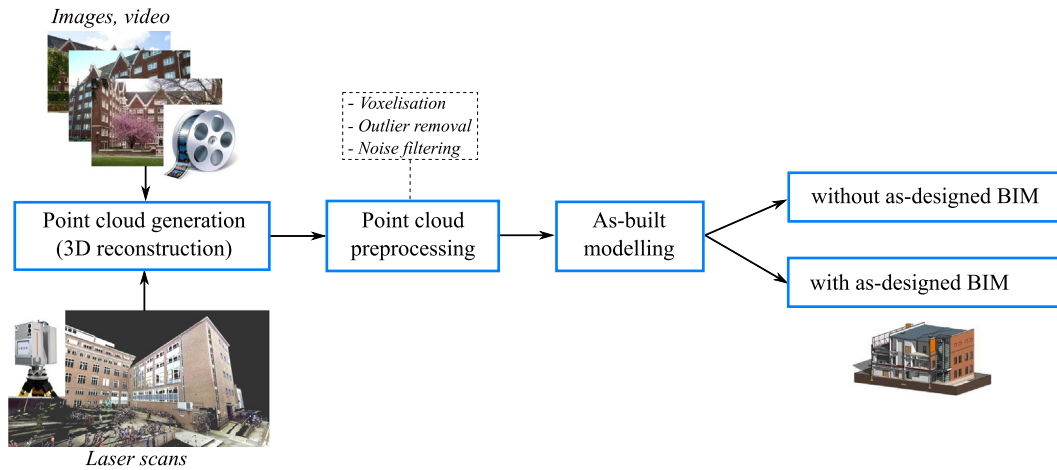 Images, video
- Voxelisation
- Outlier removal
- Noise filtering
Point cloud generation
(3D reconstruction)
Point cloud
preprocessing
As-built
modelling
without as-designed BIM
with as-designed BIM
Laser scans